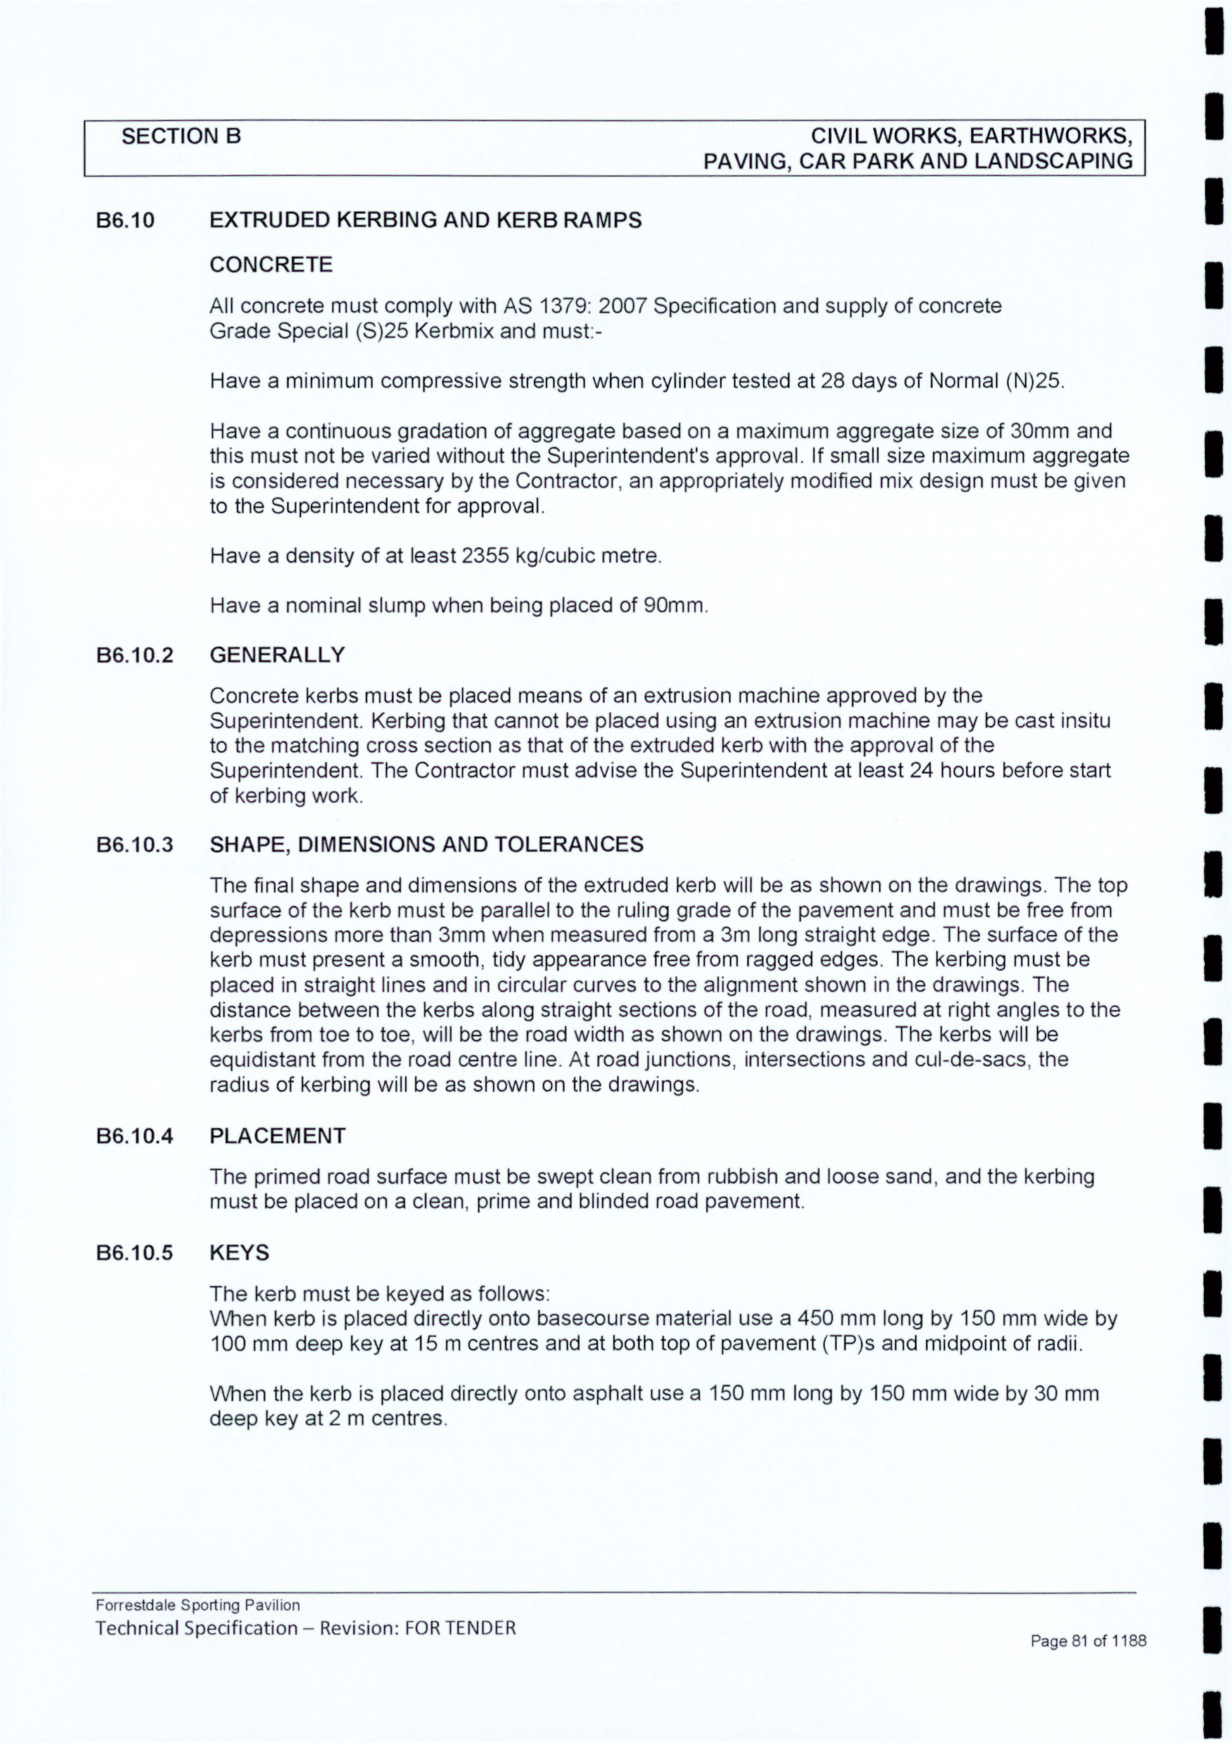 SECTION B
CIVIL WORKS, EARTHWORKS,
PAVING, CAR PARK AND LANDSCAPING
B6.10 EXTRUDED KERBING AND KERB RAMPS
CONCRETE
All concrete must comply with AS 1379: 2007 Specification and supply of concrete
Grade Special (S)25 Kerbmix and must:-
Have a minimum compressive strength when cylinder tested at 28 days of Normal (N)25.
Have a continuous gradation of aggregate based on a maximum aggregate size of 30mm and
this must not be varied without the Superintendent's approval. If small size maximum aggregate
is considered necessary by the Contractor, an appropriately modified mix design must be given
to the Superintendent for approval.
Have a density of at least 2355 kg/cubic metre.
Have a nominal slump when being placed of 90mm.
B6.10.2 GENERALLY
Concrete kerbs must be placed means of an extrusion machine approved by the
Superintendent. Kerbing that cannot be placed using an extrusion machine may be cast insitu
to the matching cross section as that of the extruded kerb with the approval of the
Superintendent. The Contractor must advise the Superintendent at least 24 hours before start
of kerbing work.
B6.10.3 SHAPE, DIMENSIONS AND TOLERANCES
The final shape and dimensions of the extruded kerb will be as shown on the drawings. The top
surface of the kerb must be parallel to the ruling grade of the pavement and must be free from
depressions more than 3mm when measured from a 3m long straight edge. The surface of the
kerb must present a smooth, tidy appearance free from ragged edges. The kerbing must be
placed in straight lines and in circular curves to the alignment shown in the drawings. The
distance between the kerbs along straight sections of the road, measured at right angles to the
kerbs from toe to toe, will be the road width as shown on the drawings. The kerbs will be
equidistant from the road centre line. At road junctions, intersections and cul-de-sacs, the
radius of kerbing will be as shown on the drawings.
B6.10.4 PLACEMENT
The primed road surface must be swept clean from rubbish and loose sand, and the kerbing
must be placed on a clean, prime and blinded road pavement.
B6.10.5 KEYS
The kerb must be keyed as follows:
When kerb is placed directly onto basecourse material use a 450 mm long by 150 mm wide by
100 mm deep key at 15 m centres and at both top of pavement (TP)s and midpoint of radii.
When the kerb is placed directly onto asphalt use a 150 mm long by 150 mm wide by 30 mm
deep key at 2 m centres.
Forrestdale Sporting Pavilion
Technical Specification – Revision: FOR TENDER
Page 81 of 1188